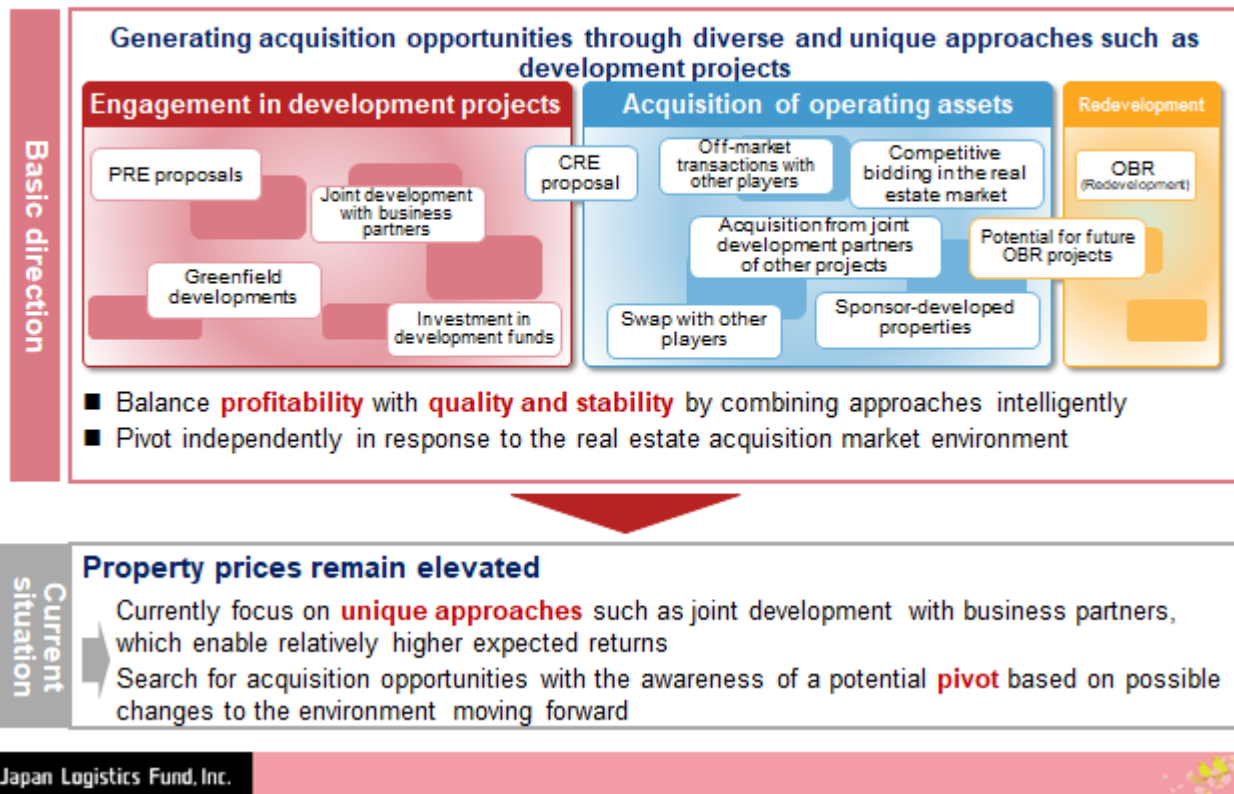 Basic direction
Generating acquisition opportunities through diverse and unique approaches such as
development projects
Engagement in development projects
PRE proposals
Joint development
with business
partners
Greenfield
developments
Investment in
development funds
CRE
proposal
Acquisition of operating assets
Off-market
transactions with
other players
Competitive
bidding in the real
estate market
Acquisition from joint
development partners
of other projects
Swap with other
players
Sponsor-developed
properties
Potential for future
OBR projects
Redevelopment
OBR
(Redevelopment)
■ Balance profitability with quality and stability by combining approaches intelligently
■ Pivot independently in response to the real estate acquisition market environment
Current
situation
Property prices remain elevated
Currently focus on unique approaches such as joint development with business partners,
which enable relatively higher expected returns
Search for acquisition opportunities with the awareness of a potential pivot based on possible
changes to the environment moving forward
Japan Logistics Fund, Inc.